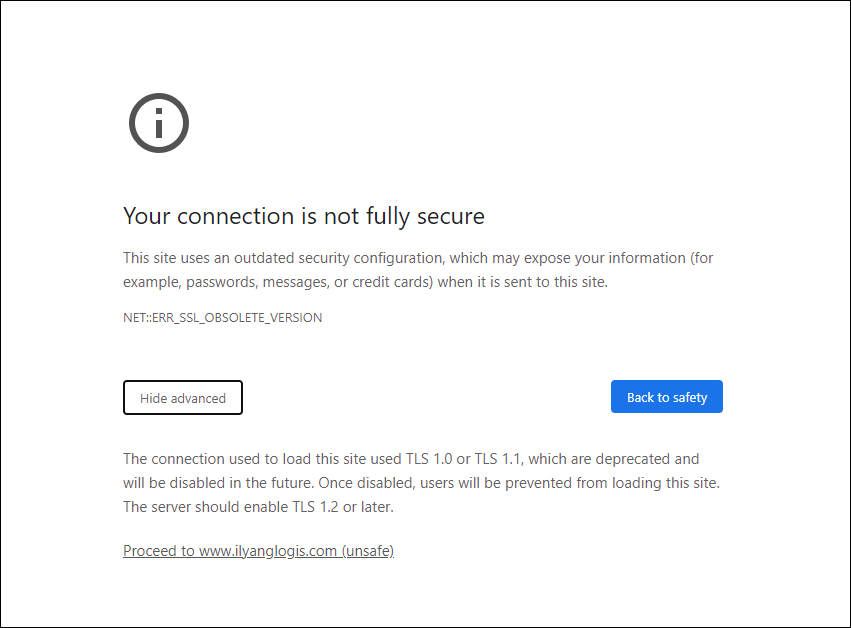 Your connection is not fully secure
This site uses an outdated security configuration, which may expose your information (for
example, passwords, messages, or credit cards) when it is sent to this site.
NET::ERR_SSL_OBSOLETE_VERSION
Hide advanced
Back to safety
The connection used to load this site used TLS 1.0 or TLS 1.1, which are deprecated and
will be disabled in the future. Once disabled, users will be prevented from loading this site.
The server should enable TLS 1.2 or later.
Proceed to www.ilyanglogis.com (unsafe)